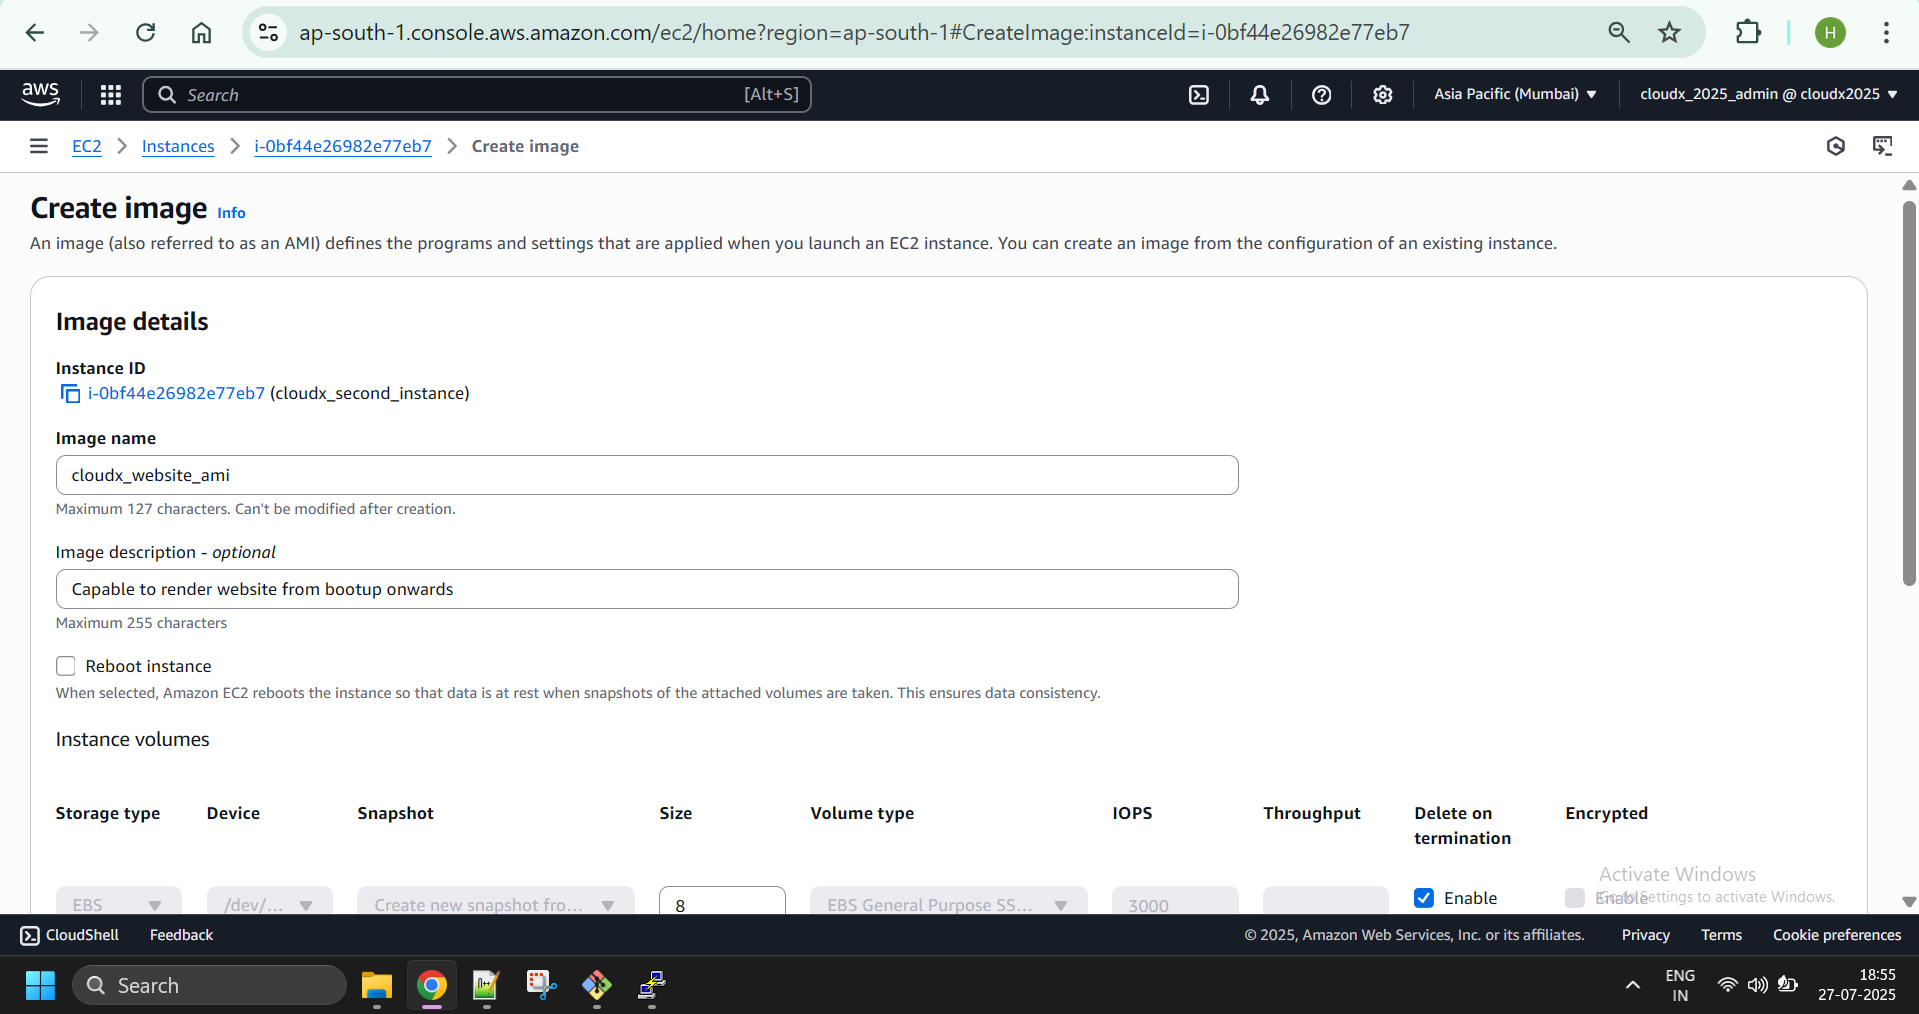 ap-south-1.console.aws.amazon.com/ec2/home?region=ap-south-1#CreateImage:instanceId=i-0bf44e26982e77eb7
H
aws
Search
[Alt+S]
Asia Pacific (Mumbai)
cloudx_2025_admin @ cloudx2025
EC2
Instances
i-0bf44e26982e77eb7
Create image
Create image Info
An image (also referred to as an AMI) defines the programs and settings that are applied when you launch an EC2 instance. You can create an image from the configuration of an existing instance.
Image details
Instance ID
i-0bf44e26982e77eb7 (cloudx_second_instance)
Image name
cloudx_website_ami
Maximum 127 characters. Can't be modified after creation.
Image description - optional
Capable to render website from bootup onwards
Maximum 255 characters
Reboot instance
When selected, Amazon EC2 reboots the instance so that data is at rest when snapshots of the attached volumes are taken. This ensures data consistency.
Instance volumes
Storage type
Device
Snapshot
Size
Volume type
IOPS
Throughput
Delete on termination
Encrypted
EBS
/dev/...
Create new snapshot fro...
8
EBS General Purpose SS...
3000
Enable
Enable
Activate Windows
Go to Settings to activate Windows.
CloudShell
Feedback
© 2025, Amazon Web Services, Inc. or its affiliates.
Privacy
Terms
Cookie preferences
Search
ENG
IN
18:55
27-07-2025